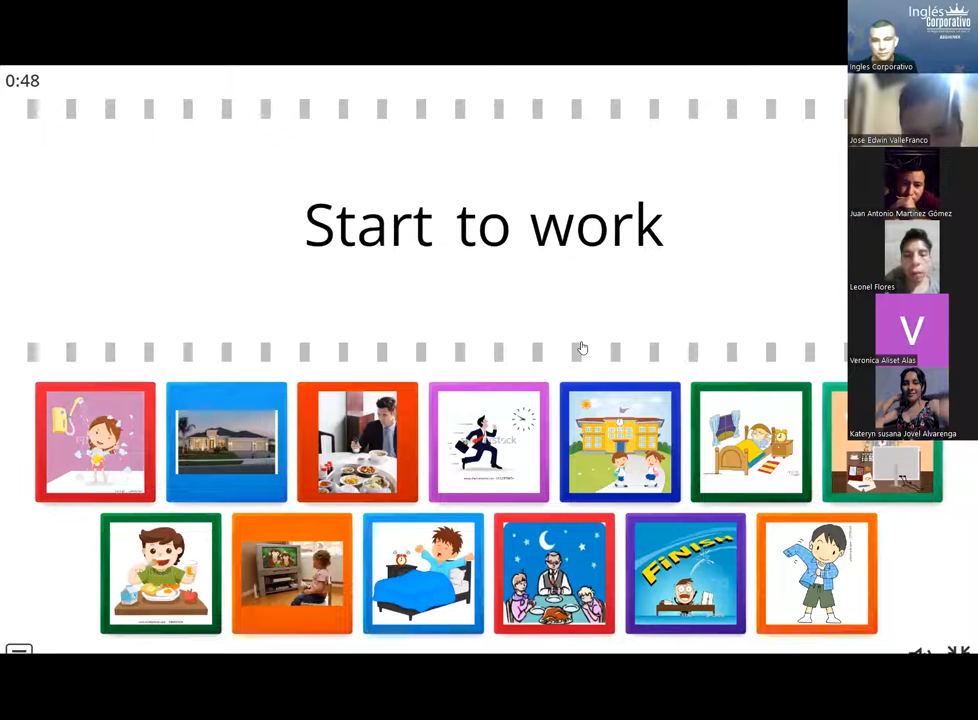 0:48
Inglés
Corporativo
Ingles Corporativo
Jose Edwin ValleFranco
Start to work
Juan Antonio Martinez Gómez
Leonel Flores
V
Veronica Aliset Alas
Kateryn susana Jovel Alvarenga
FiNiSH